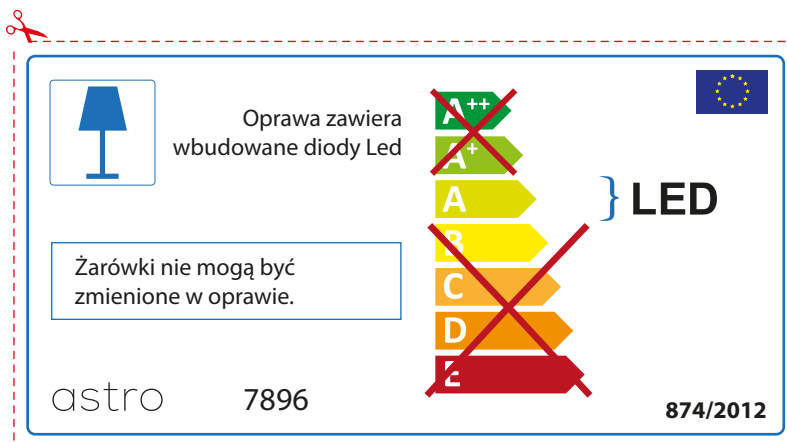 Oprawa zawiera
wbudowane diody Led
A++
A+
A
} LED
B
C
D
E
Żarówki nie mogą być
zmienione w oprawie.
astro
7896
874/2012